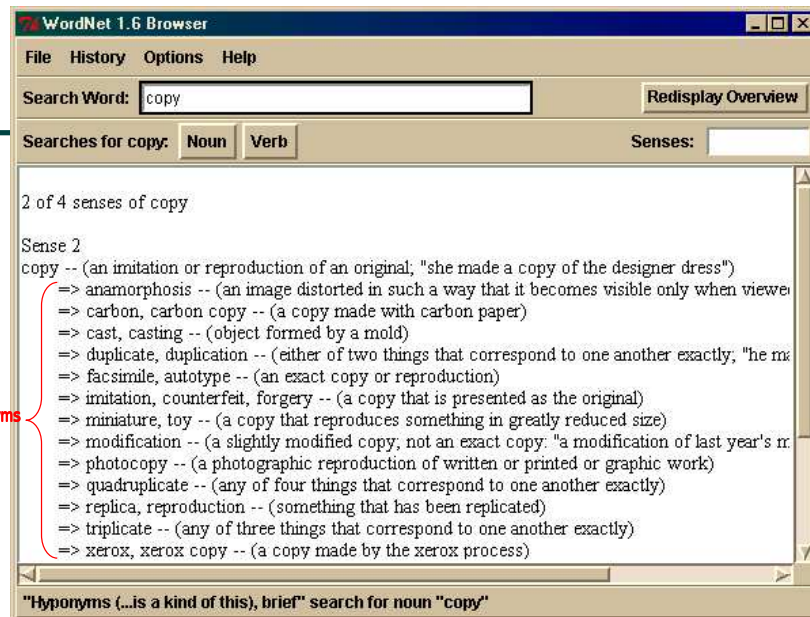 WordNet 1.6 Browser
File History Options Help
Search Word: copy Redisplay Overview
Searches for copy: Noun Verb Senses:
2 of 4 senses of copy
Sense 2
copy -- (an imitation or reproduction of an original; "she made a copy of the designer dress")
=> anamorphosis -- (an image distorted in such a way that it becomes visible only when viewed
=> carbon, carbon copy -- (a copy made with carbon paper)
=> cast, casting -- (object formed by a mold)
=> duplicate, duplication -- (either of two things that correspond to one another exactly; "he ma
=> facsimile, autotype -- (an exact copy or reproduction)
=> imitation, counterfeit, forgery -- (a copy that is presented as the original)
ms
=> miniature, toy -- (a copy that reproduces something in greatly reduced size)
=> modification -- (a slightly modified copy; not an exact copy: "a modification of last year's m
=> photocopy -- (a photographic reproduction of written or printed or graphic work)
=> quadruplicate -- (any of four things that correspond to one another exactly)
=> replica, reproduction -- (something that has been replicated)
=> triplicate -- (any of three things that correspond to one another exactly)
=> xerox, xerox copy -- (a copy made by the xerox process)
"Hyponyms (...is a kind of this), brief" search for noun "copy"